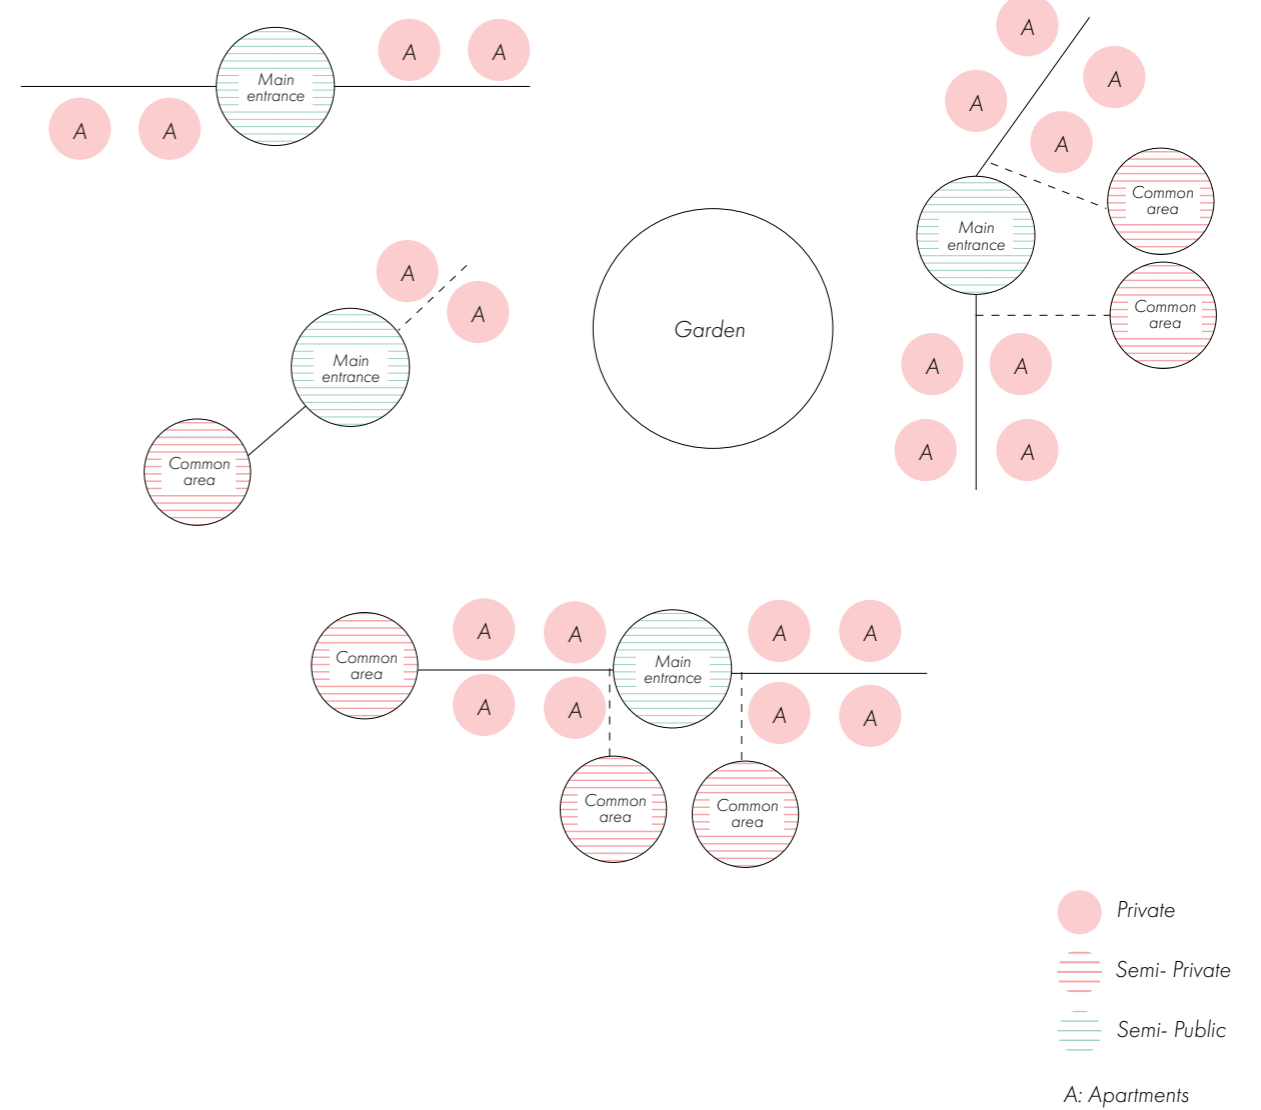 A
A
A
Main
entrance
A
A
A
A
A
Common
area
Main
entrance
A
Common
area
A
Garden
Main
entrance
A
A
Common
area
A
A
A
A
A
A
Common
area
Main
entrance
A
A
A
A
Common
area
Common
area
Private
Semi- Private
Semi- Public
A: Apartments